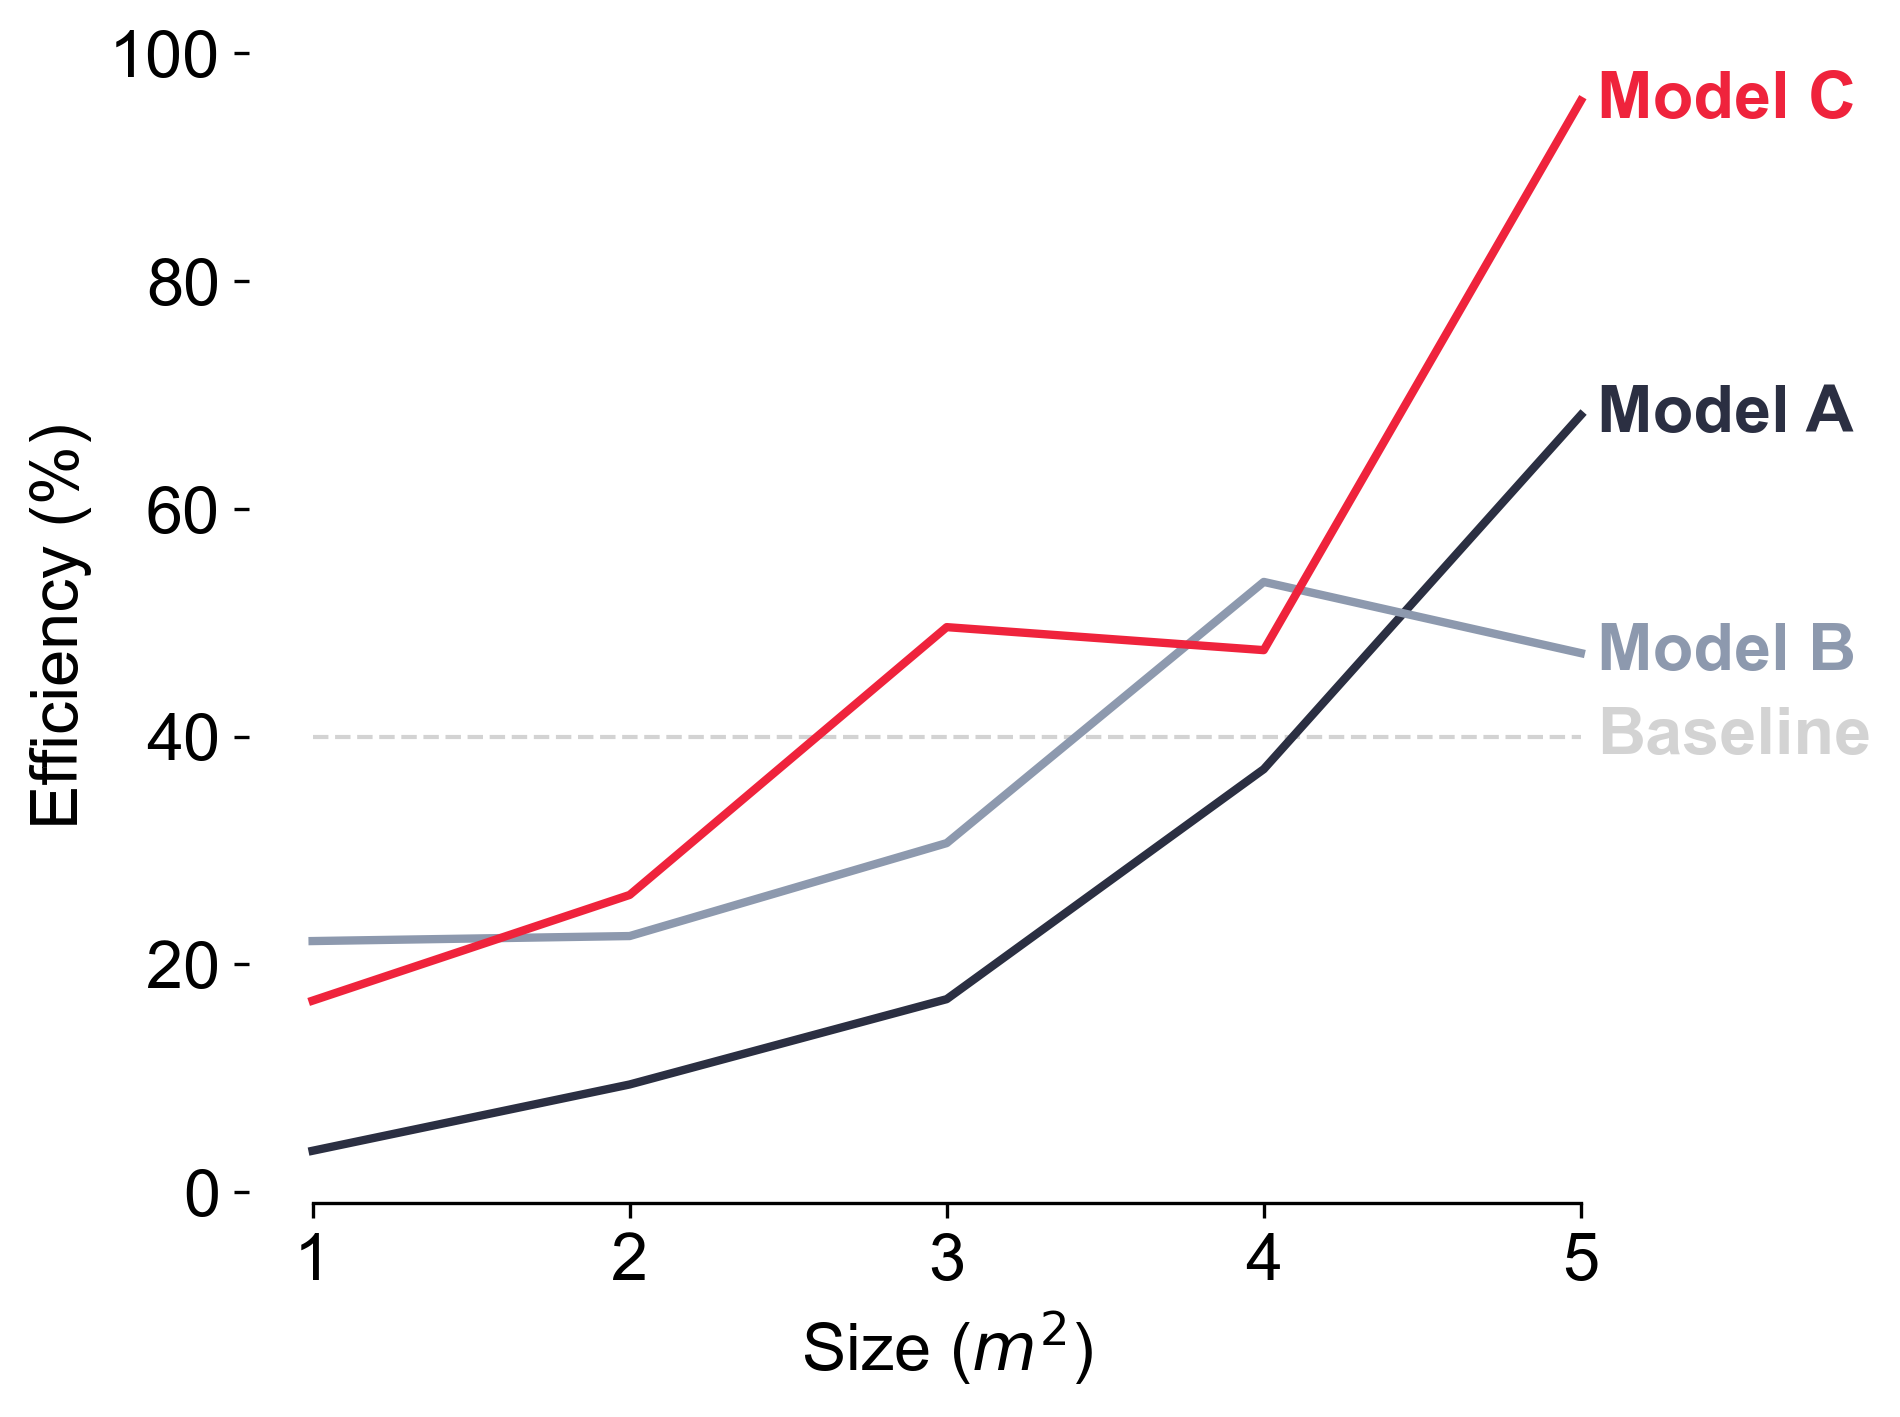 100
80
60
40
20
0
Efficiency (%)
Model C
Model A
Model B
Baseline
1 2 3 4 5
Size (m²)